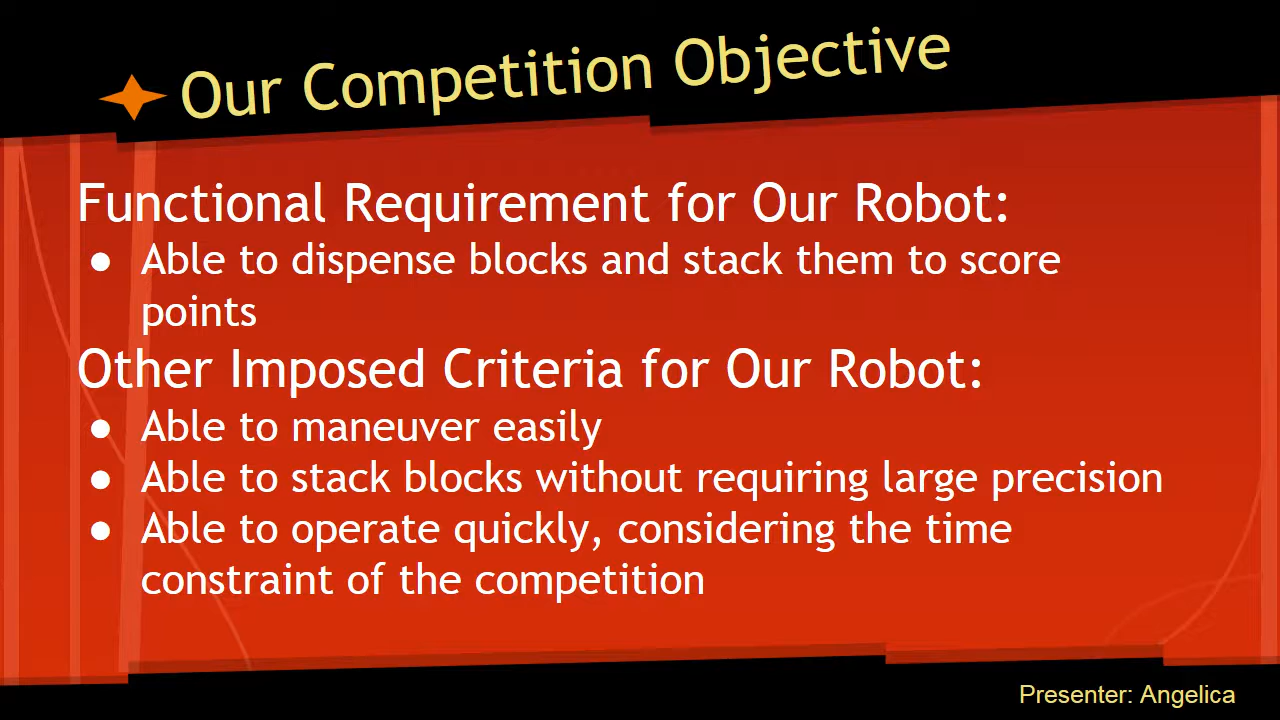 Our Competition Objective
Functional Requirement for Our Robot:
● Able to dispense blocks and stack them to score
points
Other Imposed Criteria for Our Robot:
● Able to maneuver easily
● Able to stack blocks without requiring large precision
● Able to operate quickly, considering the time
constraint of the competition
Presenter: Angelica